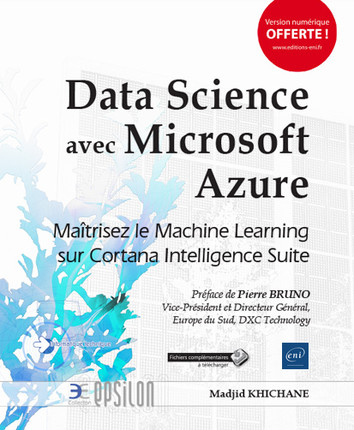 Version numérique
OFFERTE !
www.editions-eni.fr
Data Science
avec Microsoft
Azure
Maîtrisez le Machine Learning
sur Cortana Intelligence Suite
Préface de Pierre BRUNO
Vice-Président et Directeur Général,
Europe du Sud, DXC Technology
Fichiers complémentaires
à télécharger
eni
Collection
epsilon
Madjid KHICHANE